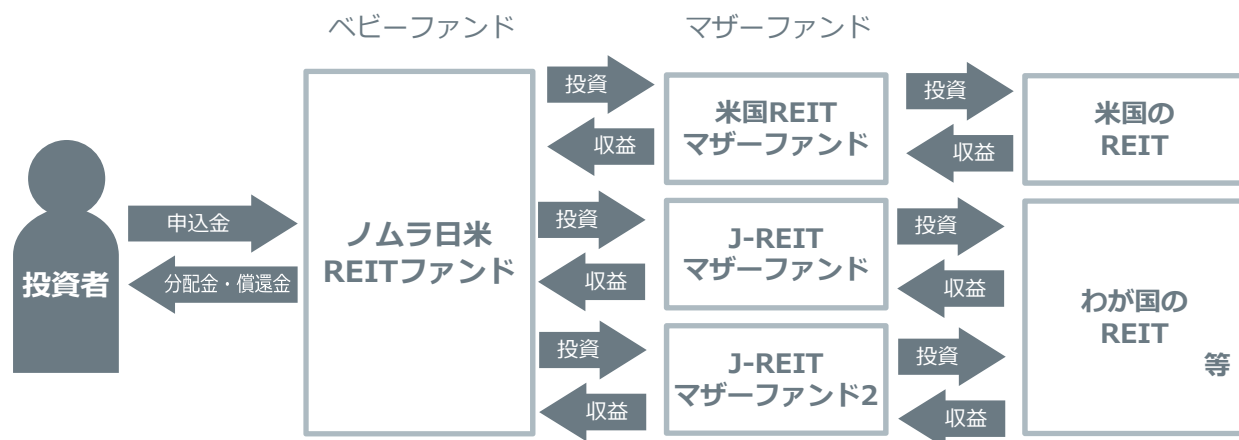 ベビーファンド
マザーファンド
投資者
申込金
分配金・償還金
ノムラ日米
REITファンド
投資
収益
米国REIT
マザーファンド
投資
収益
米国の
REIT
投資
収益
J-REIT
マザーファンド
投資
収益
わが国の
REIT
等
投資
収益
J-REIT
マザーファンド2
投資
収益